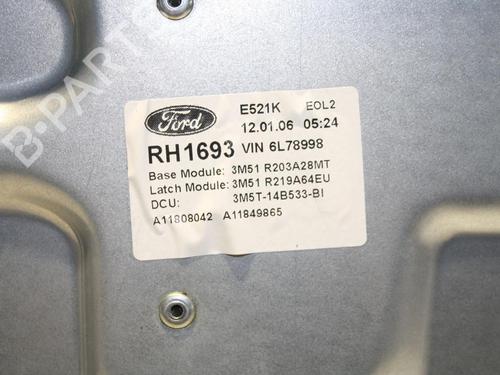 B-PARTS
Ford
E521K EOL2
12.01.06 05:24
RH1693 VIN 6L78998
Base Module: 3M51 R203A28MT
Latch Module: 3M51 R219A64EU
DCU: 3M5T-14B533-BI
A11808042 A11849865